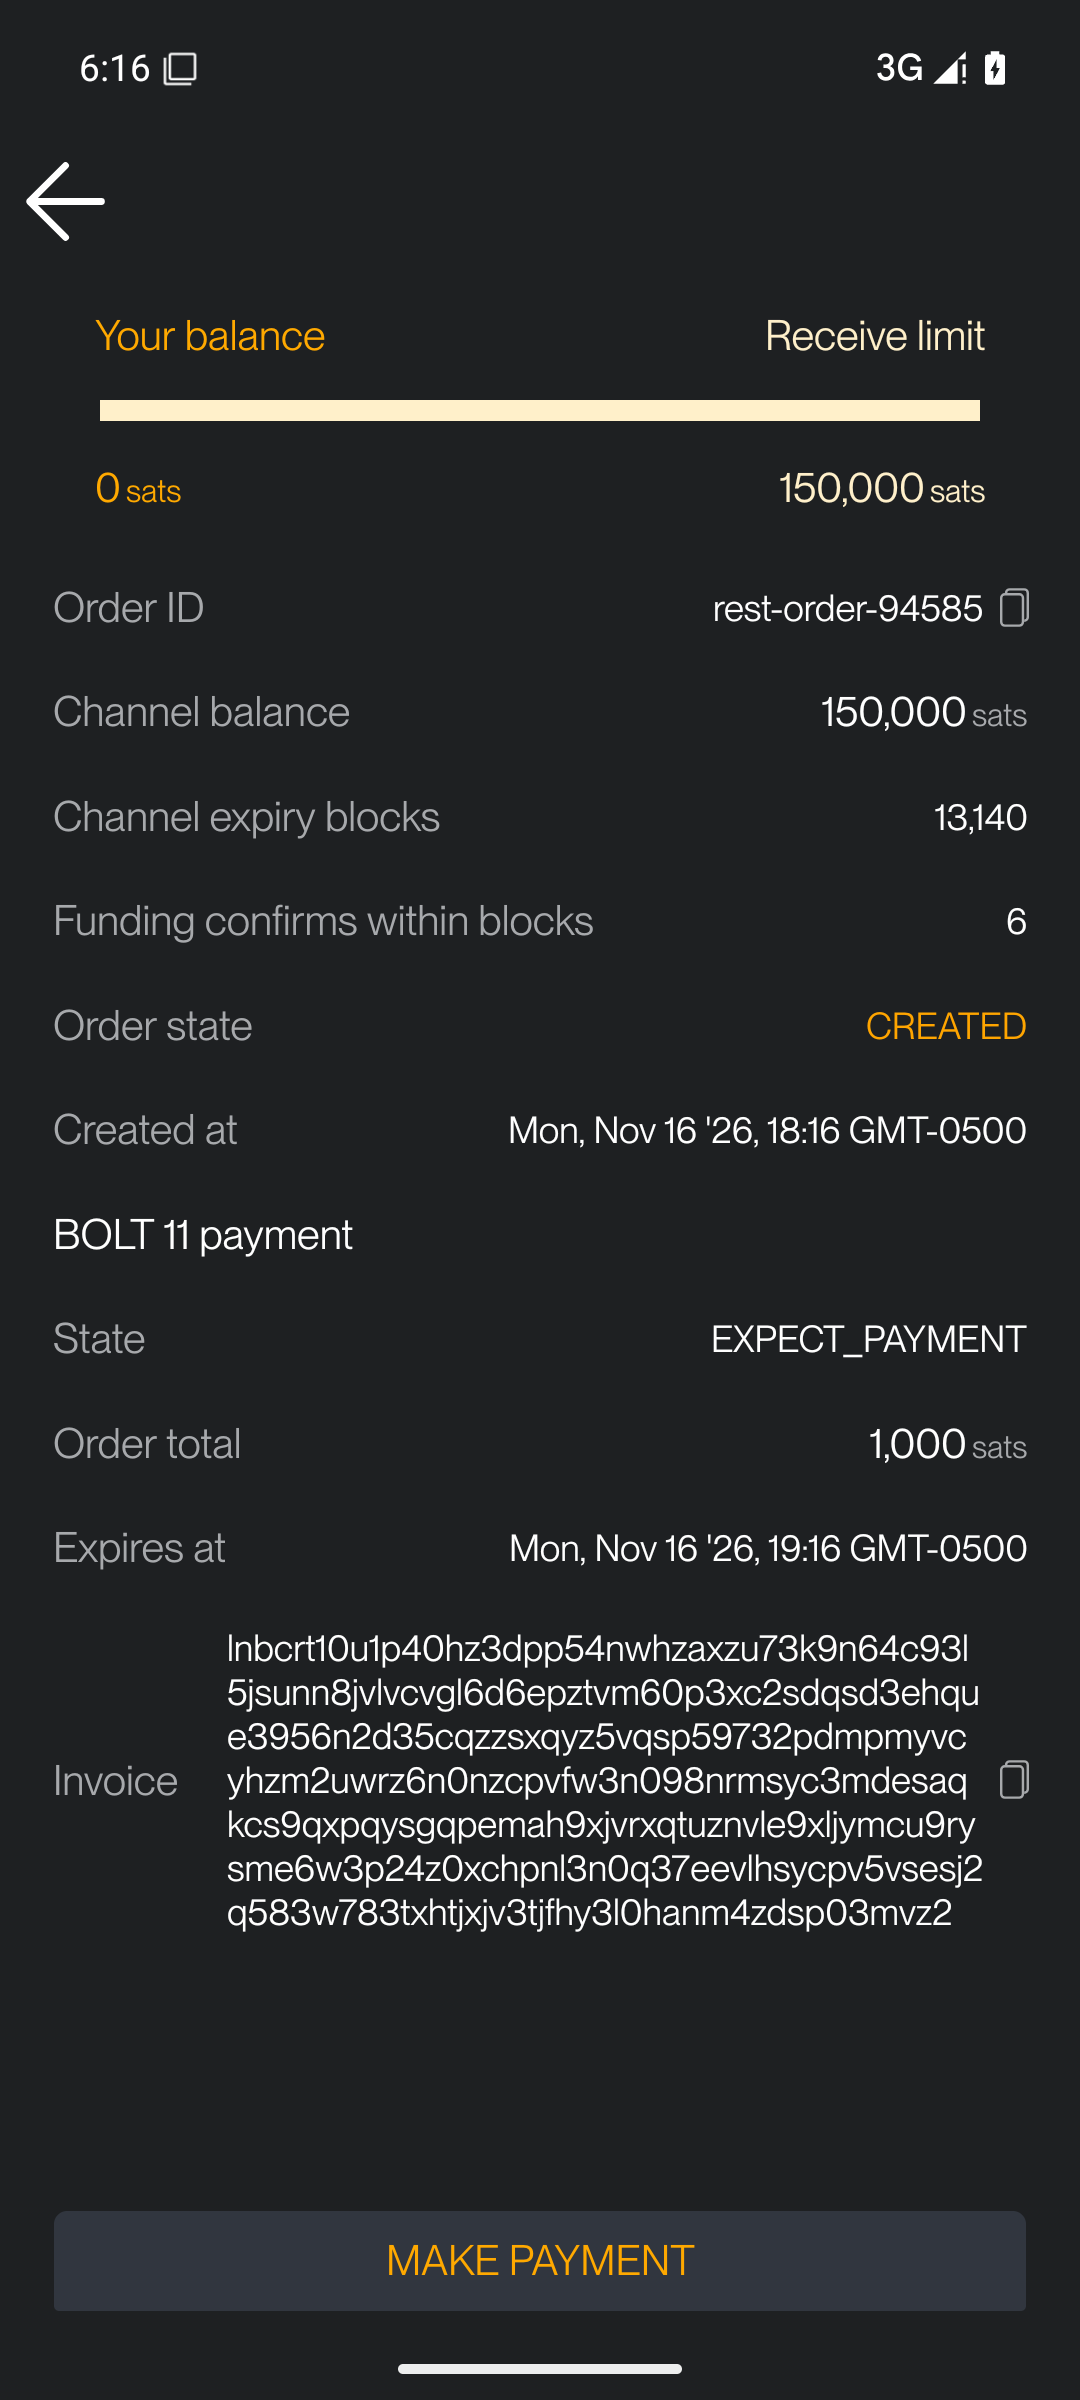 6:16
3G
Your balance
Receive limit
0 sats
150,000 sats
Order ID
rest-order-94585
Channel balance
150,000 sats
Channel expiry blocks
13,140
Funding confirms within blocks
6
Order state
CREATED
Created at
Mon, Nov 16 '26, 18:16 GMT-0500
BOLT 11 payment
State
EXPECT_PAYMENT
Order total
1,000 sats
Expires at
Mon, Nov 16 '26, 19:16 GMT-0500
Invoice
lnbcrt10u1p40hz3dpp54nwhzaxzu73k9n64c93l
5jsunn8jvlvcvgl6d6epztvm60p3xc2sdqsd3ehqu
e3956n2d35cqzzsxqyz5vqsp59732pdmpmyvc
yhzm2uwrz6n0nzcpvfw3n098nrmsyc3mdesaq
kcs9qxpqysgqpemah9xjvrxqtuznvle9xljymcu9ry
sme6w3p24z0xchpnl3n0q37eevlhsycpv5vsesj2
q583w783txhtjxjv3tjfhy3l0hanm4zdsp03mvz2
MAKE PAYMENT